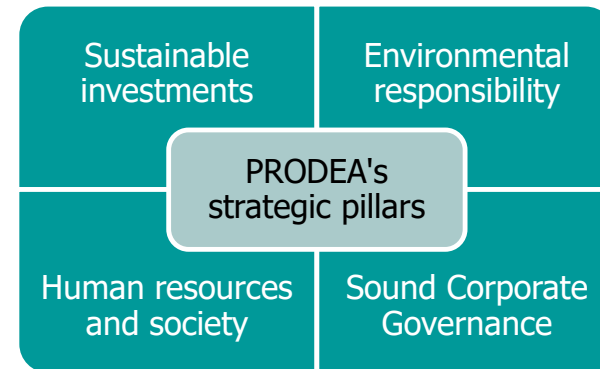 Sustainable
investments
Environmental
responsibility
PRODEA's
strategic pillars
Human resources
and society
Sound Corporate
Governance